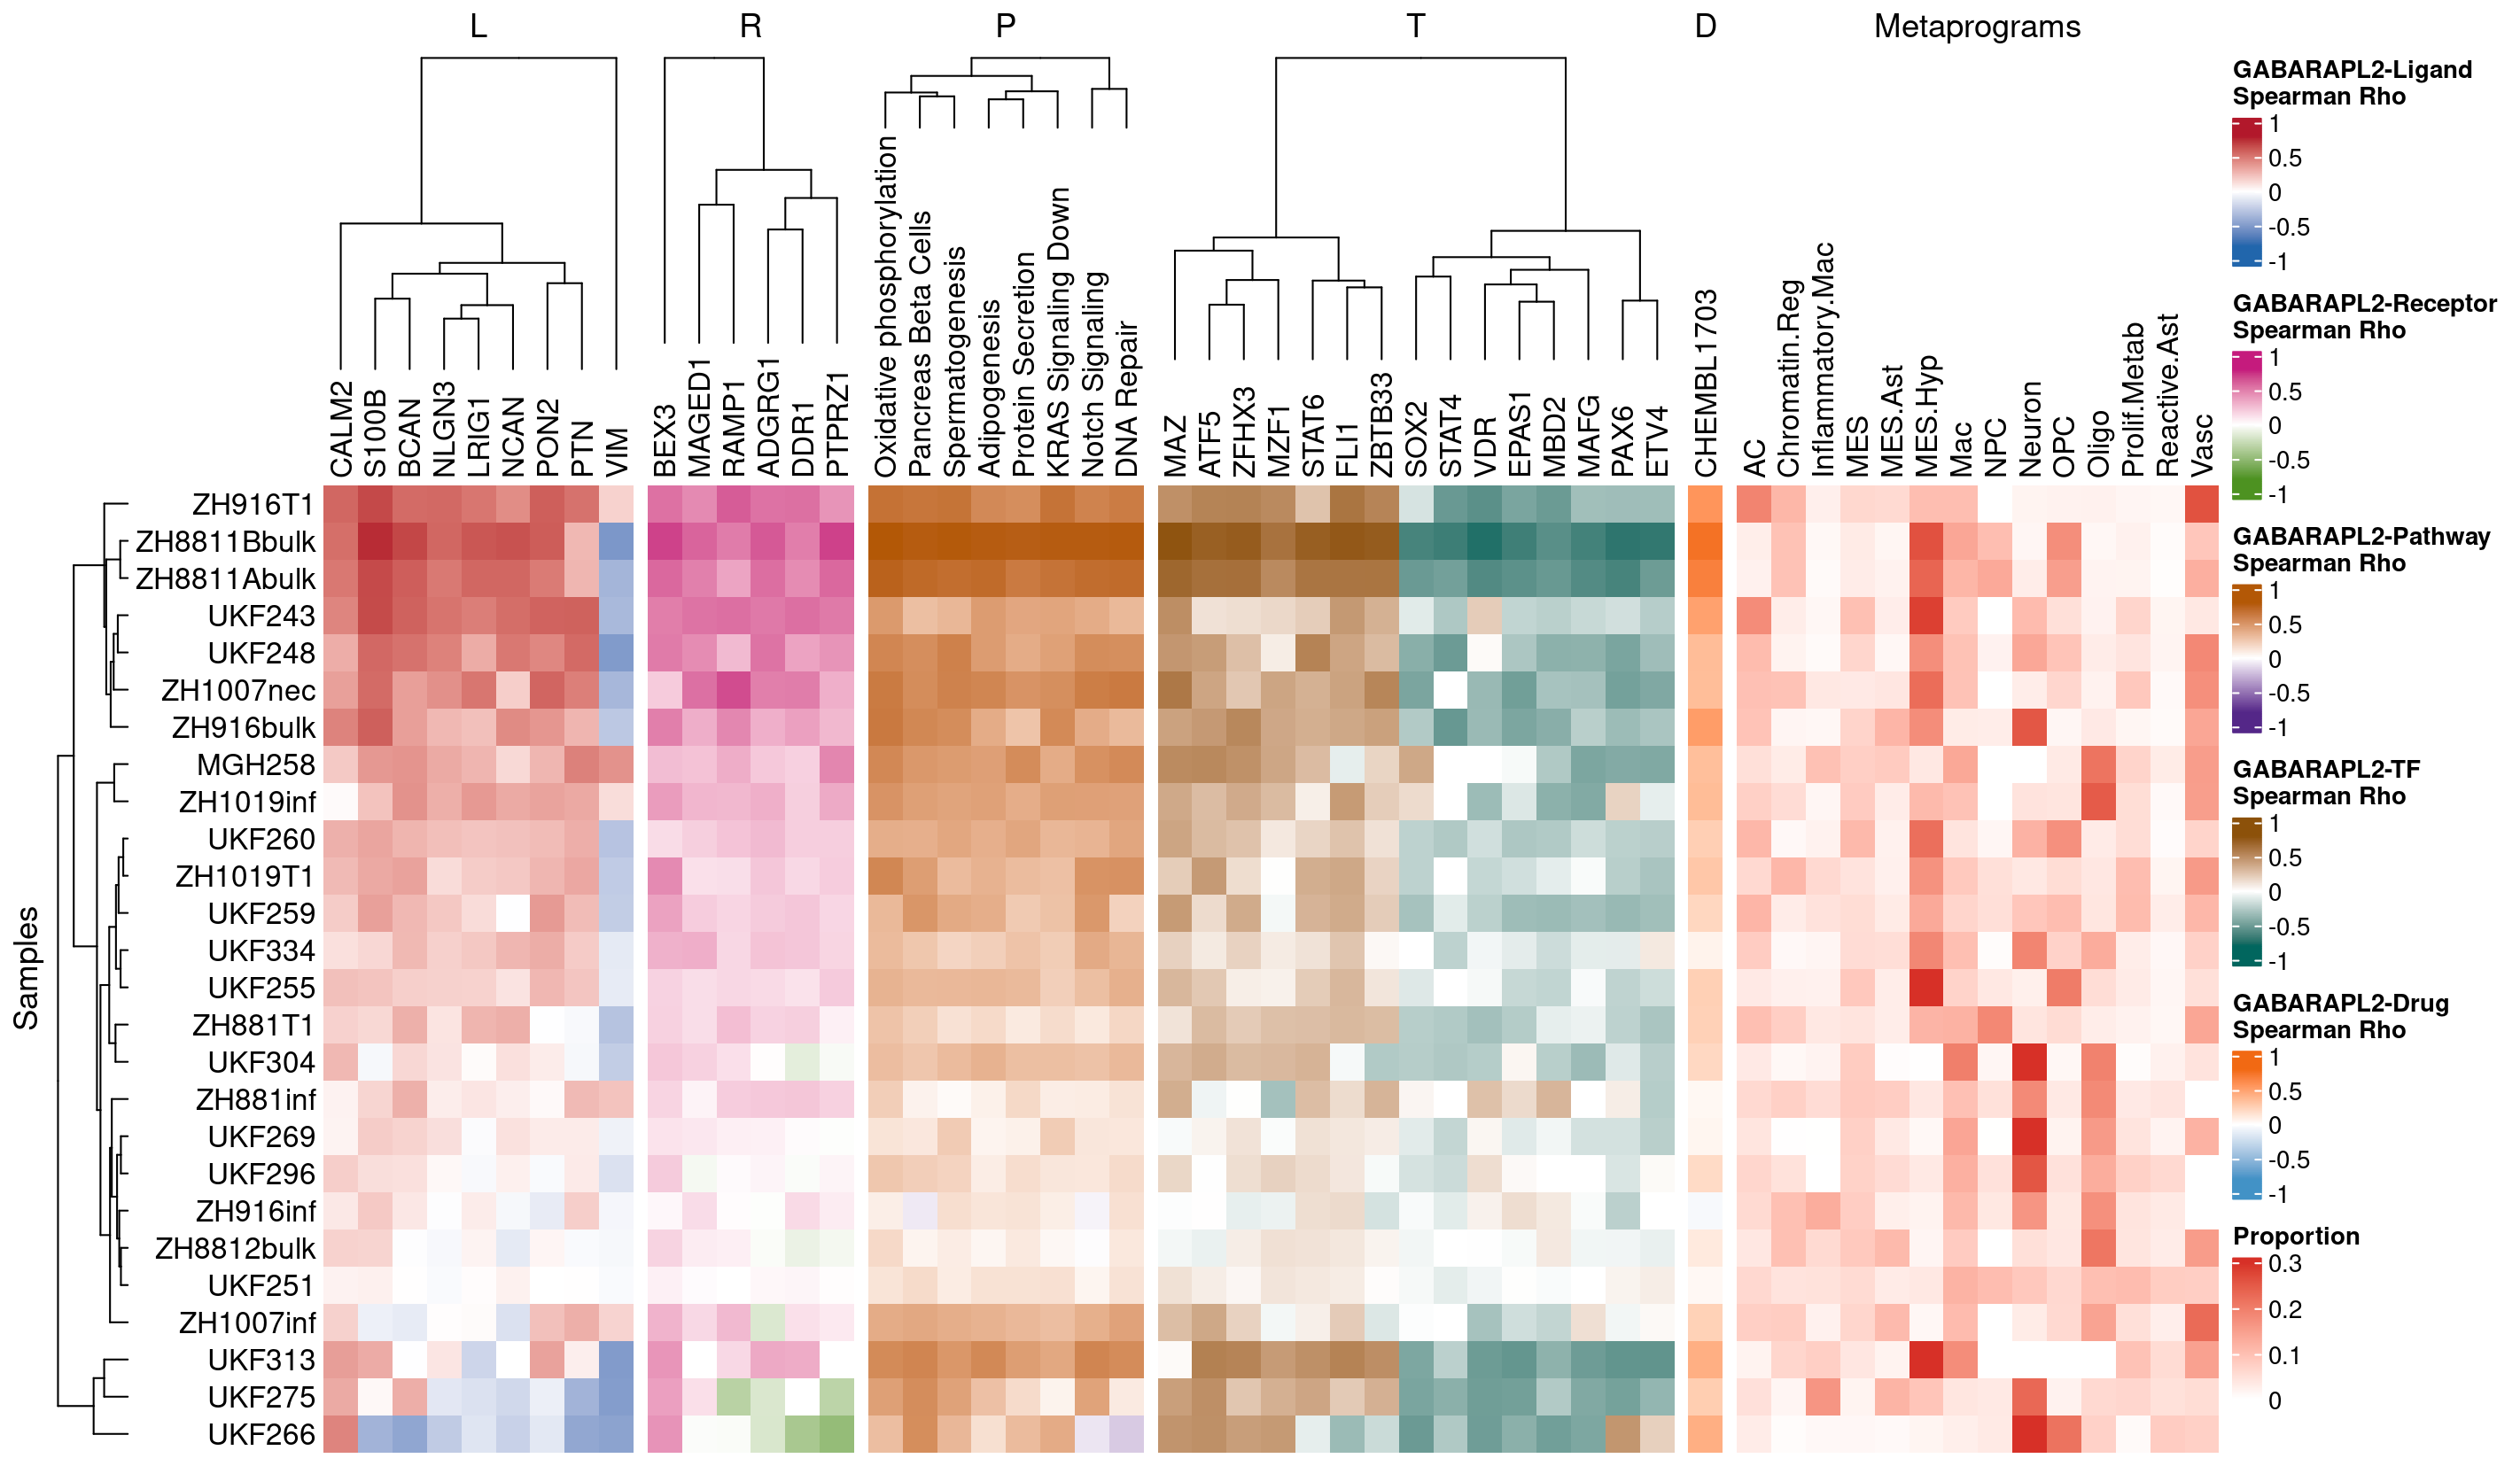 L R P T D Metaprograms
CALM2
S100B
BCAN
NLGN3
LRIG1
NCAN
PON2
PTN
VIM
BEX3
MAGED1
RAMP1
ADGRG1
DDR1
PTPRZ1
Oxidative phosphorylation
Pancreas Beta Cells
Spermatogenesis
Adipogenesis
Protein Secretion
KRAS Signaling Down
Notch Signaling
DNA Repair
MAZ
ATF5
ZFHX3
MZF1
STAT6
FLI1
ZBTB33
SOX2
STAT4
VDR
EPAS1
MBD2
MAFG
PAX6
ETV4
CHEMBL1703
AC
Chromatin.Reg
Inflammatory.Mac
MES
MES.Ast
MES.Hyp
Mac
NPC
Neuron
OPC
Oligo
Prolif.Metab
Reactive.Ast
Vasc
Samples
ZH916T1
ZH8811Bbulk
ZH8811Abulk
UKF243
UKF248
ZH1007nec
ZH916bulk
MGH258
ZH1019inf
UKF260
ZH1019T1
UKF259
UKF334
UKF255
ZH881T1
UKF304
ZH881inf
UKF269
UKF296
ZH916inf
ZH8812bulk
UKF251
ZH1007inf
UKF313
UKF275
UKF266
GABARAPL2-Ligand
Spearman Rho
1
0.5
0
-0.5
-1
GABARAPL2-Receptor
Spearman Rho
1
0.5
0
-0.5
-1
GABARAPL2-Pathway
Spearman Rho
1
0.5
0
-0.5
-1
GABARAPL2-TF
Spearman Rho
1
0.5
0
-0.5
-1
GABARAPL2-Drug
Spearman Rho
1
0.5
0
-0.5
-1
Proportion
0.3
0.2
0.1
0